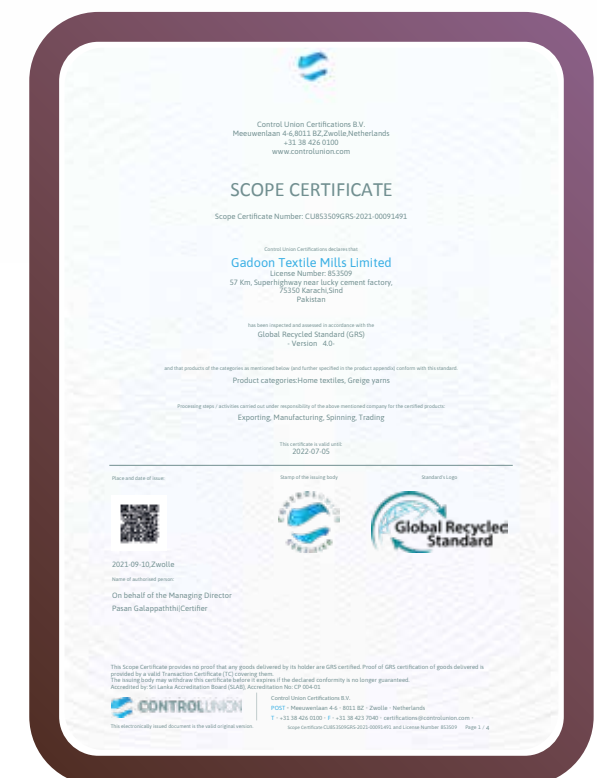 Control Union Certifications B.V.
Meeuwenlaan 4-6,8011 BZ,Zwolle,Netherlands
+31 38 426 0100
www.controlunion.com
SCOPE CERTIFICATE
Scope Certificate Number: CU853509GRS-2021-00091491
Control Union Certifications declares that
Gadoon Textile Mills Limited
License Number: 853509
57 Km, Superhighway near lucky cement factory,
75350 Karachi,Sind
Pakistan
has been inspected and assessed in accordance with the
Global Recycled Standard (GRS)
- Version 4.0-
and that products of the categories as mentioned below (and further specified in the product appendix) conform with this standard.
Product categories:Home textiles, Greige yarns
Processing steps / activities carried out under responsibility of the above mentioned company for the certified products:
Exporting, Manufacturing, Spinning, Trading
This certificate is valid until:
2022-07-05
Place and date of issue:
Stamp of the issuing body
Standard's Logo
CONTROLUNION
CERTIFIED
Global Recycled
Standard
2021-09-10,Zwolle
Name of authorised person:
On behalf of the Managing Director
Pasan Galappaththi|Certifier
This Scope Certificate provides no proof that any goods delivered by its holder are GRS certified. Proof of GRS certification of goods delivered is
provided by a valid Transaction Certificate (TC) covering them.
The issuing body may withdraw this certificate before it expires if the declared conformity is no longer guaranteed.
Accredited by: Sri Lanka Accreditation Board (SLAB), Accreditation No: CP 004-01
CONTROLUNION
Control Union Certifications B.V.
POST - Meeuwenlaan 4-6 - 8011 BZ - Zwolle - Netherlands
T - +31 38 426 0100 - F - +31 38 423 7040 - certifications@controlunion.com -
This electronically issued document is the valid original version.
Scope Certificate CU853509GRS-2021-00091491 and License Number 853509 Page 1 / 4